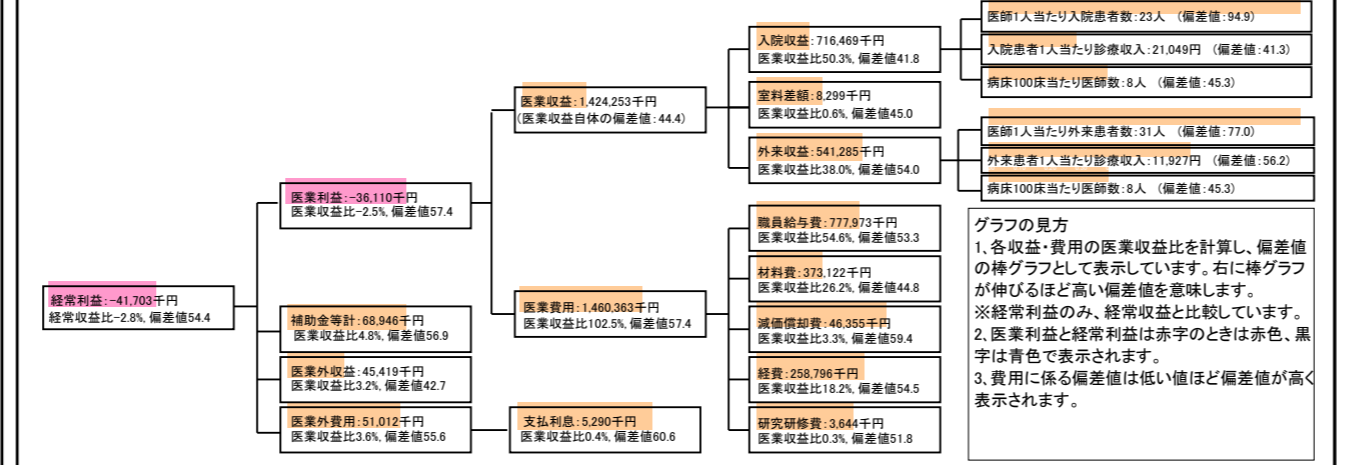 医師1人当たり入院患者数:23人 (偏差値:94.9)
入院収益:716,469千円
医業収益比50.3%, 偏差値41.8
入院患者1人当たり診療収入:21,049円 (偏差値:41.3)
病床100床当たり医師数:8人 (偏差値:45.3)
医業収益:1,424,253千円
(医業収益自体の偏差値:44.4)
室料差額:8,299千円
医業収益比0.6%, 偏差値45.0
医師1人当たり外来患者数:31人 (偏差値:77.0)
外来収益:541,285千円
医業収益比38.0%, 偏差値54.0
外来患者1人当たり診療収入:11,927円 (偏差値:56.2)
病床100床当たり医師数:8人 (偏差値:45.3)
医業利益:-36,110千円
医業収益比-2.5%, 偏差値57.4
職員給与費:777,973千円
医業収益比54.6%, 偏差値53.3
材料費:373,122千円
医業収益比26.2%, 偏差値44.8
経常利益:-41,703千円
経常収益比-2.8%, 偏差値54.4
医業費用:1,460,363千円
医業収益比102.5%, 偏差値57.4
補助金等計:68,946千円
医業収益比4.8%, 偏差値56.9
減価償却費:46,355千円
医業収益比3.3%, 偏差値59.4
医業外収益:45,419千円
医業収益比3.2%, 偏差値42.7
経費:258,796千円
医業収益比18.2%, 偏差値54.5
医業外費用:51,012千円
医業収益比3.6%, 偏差値55.6
支払利息:5,290千円
医業収益比0.4%, 偏差値60.6
研究研修費:3,644千円
医業収益比0.3%, 偏差値51.8
グラフの見方
1、各収益・費用の医業収益比を計算し、偏差値
の棒グラフとして表示しています。右に棒グラフ
が伸びるほど高い偏差値を意味します。
※経常利益のみ、経常収益と比較しています。
2、医業利益と経常利益は赤字のときは赤色、黒
字は青色で表示されます。
3、費用に係る偏差値は低い値ほど偏差値が高く
表示されます。